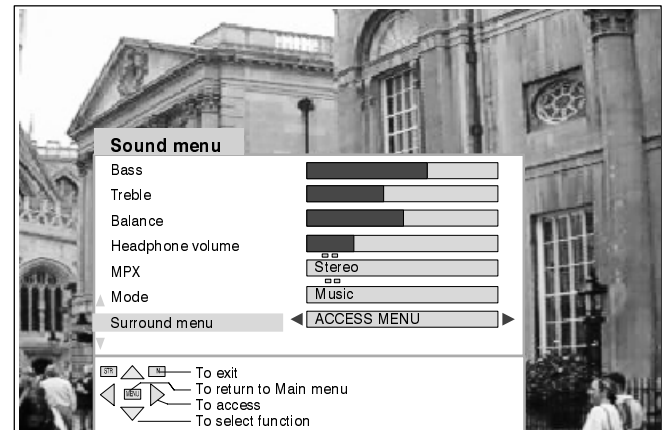 Sound menu
Bass
Treble
Balance
Headphone volume
MPX Stereo
Mode Music
Surround menu ACCESS MENU
STR N To exit
MENU To return to Main menu
To access
To select function